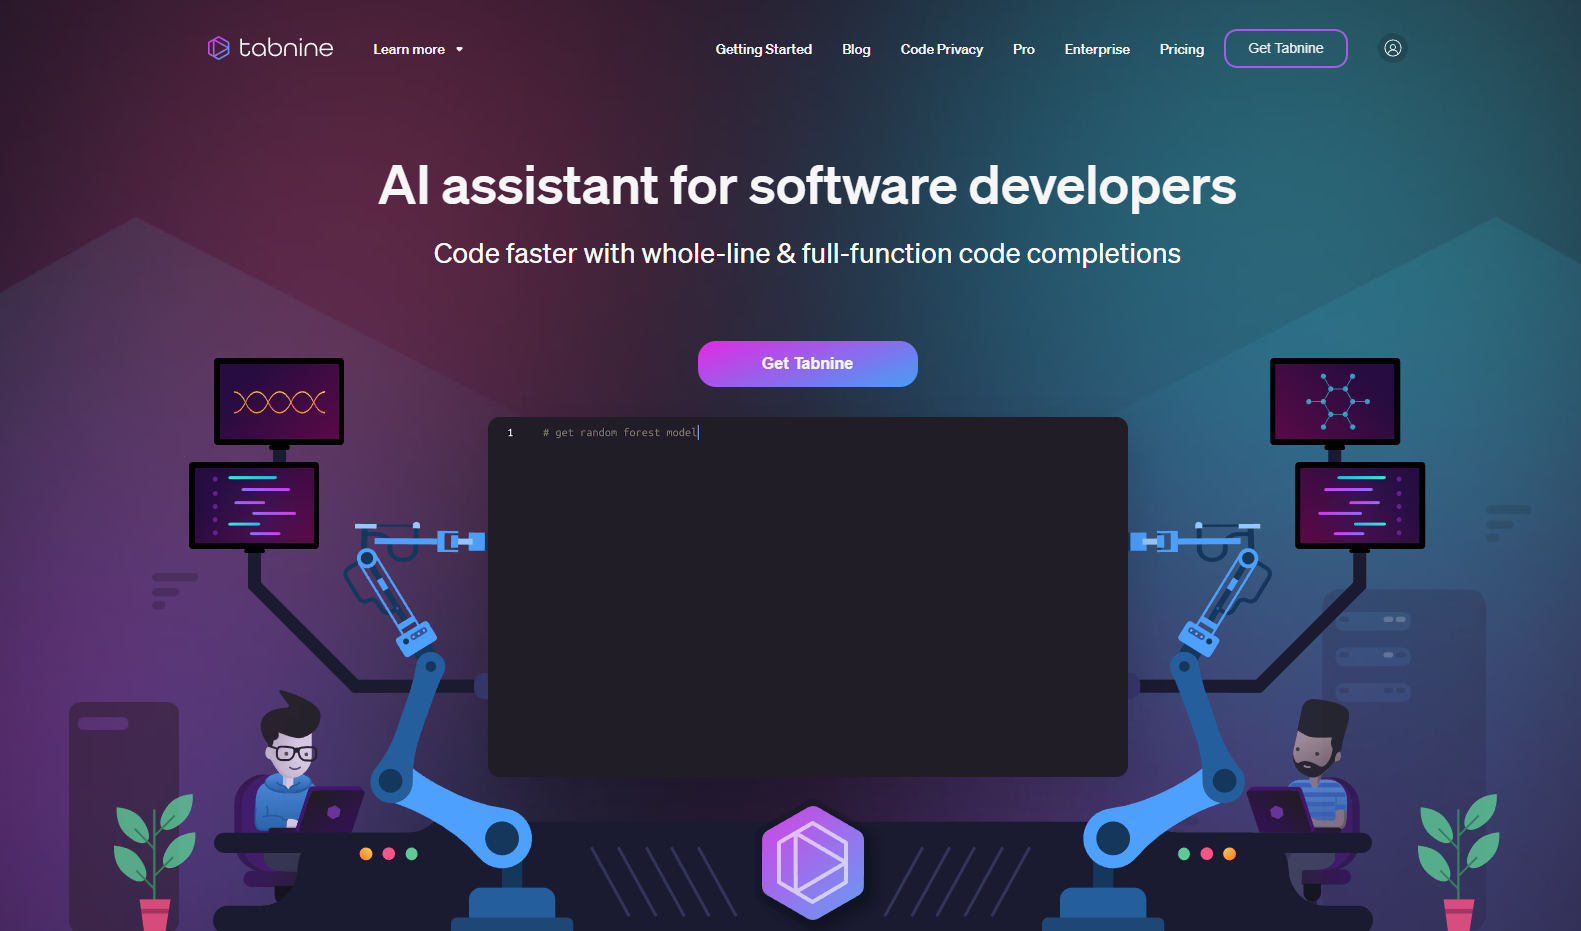 tabnine
Learn more
Getting Started
Blog
Code Privacy
Pro
Enterprise
Pricing
Get Tabnine
AI assistant for software developers
Code faster with whole-line & full-function code completions
Get Tabnine
1 # get random forest model